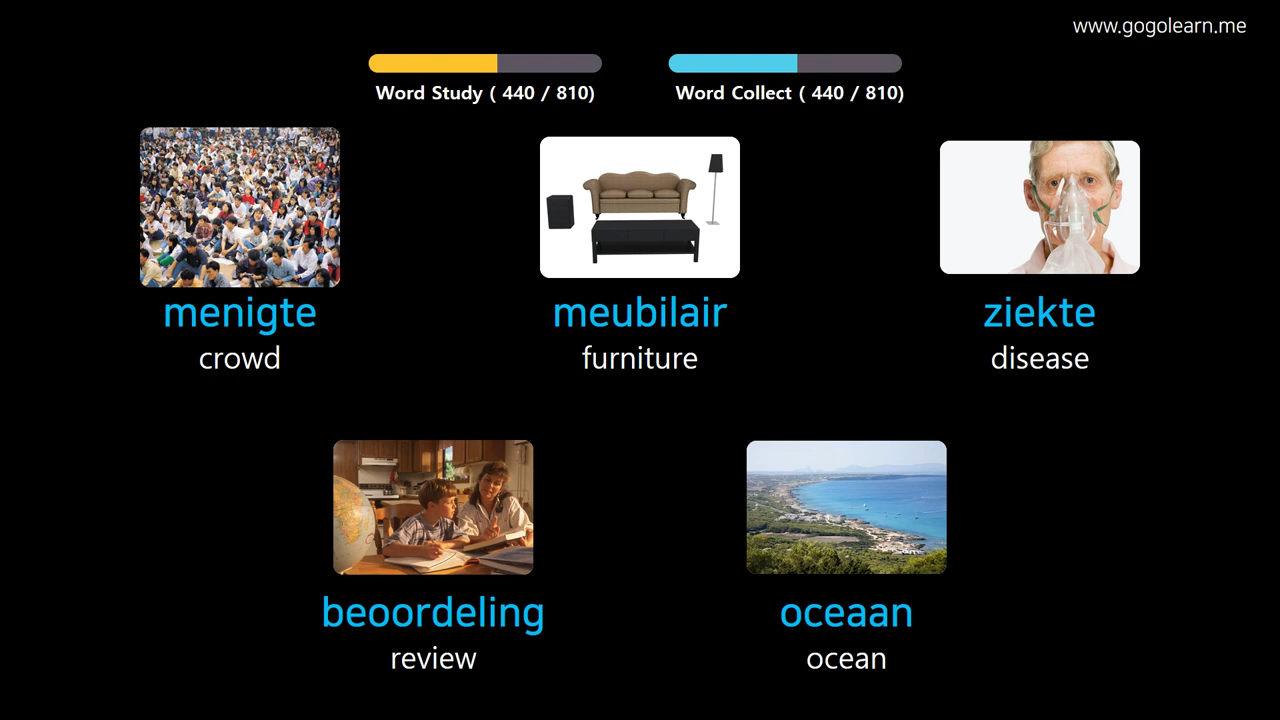 www.gogolearn.me
Word Study ( 440 / 810)
Word Collect ( 440 / 810)
menigte
crowd
meubilair
furniture
ziekte
disease
beoordeling
review
oceaan
ocean